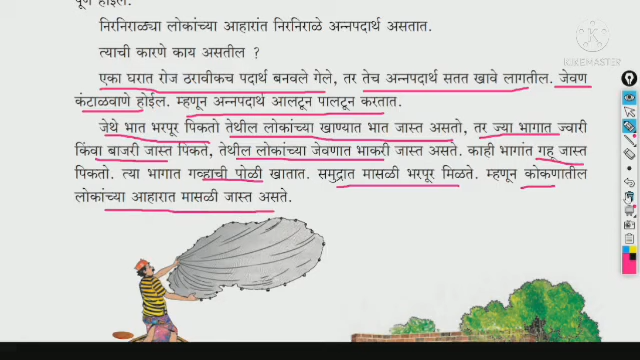 पूर्ण होईल.
निरनिराळ्या लोकांच्या आहारांत निरनिराळे अन्नपदार्थ असतात.
त्याची कारणे काय असतील ?
एका घरात रोज ठरावीकच पदार्थ बनवले गेले, तर तेच अन्नपदार्थ सतत खावे लागतील. जेवण
कंटाळवाणे होईल. म्हणून अन्नपदार्थ आलटून पालटून करतात.
जेथे भात भरपूर पिकतो तेथील लोकांच्या खाण्यात भात जास्त असतो, तर ज्या भागात ज्वारी
किंवा बाजरी जास्त पिकते, तेथील लोकांच्या जेवणात भाकरी जास्त असते. काही भागांत गहू जास्त
पिकतो. त्या भागात गव्हाची पोळी खातात. समुद्रात मासळी भरपूर मिळते. म्हणून कोकणातील
लोकांच्या आहारात मासळी जास्त असते.
KINEMASTER